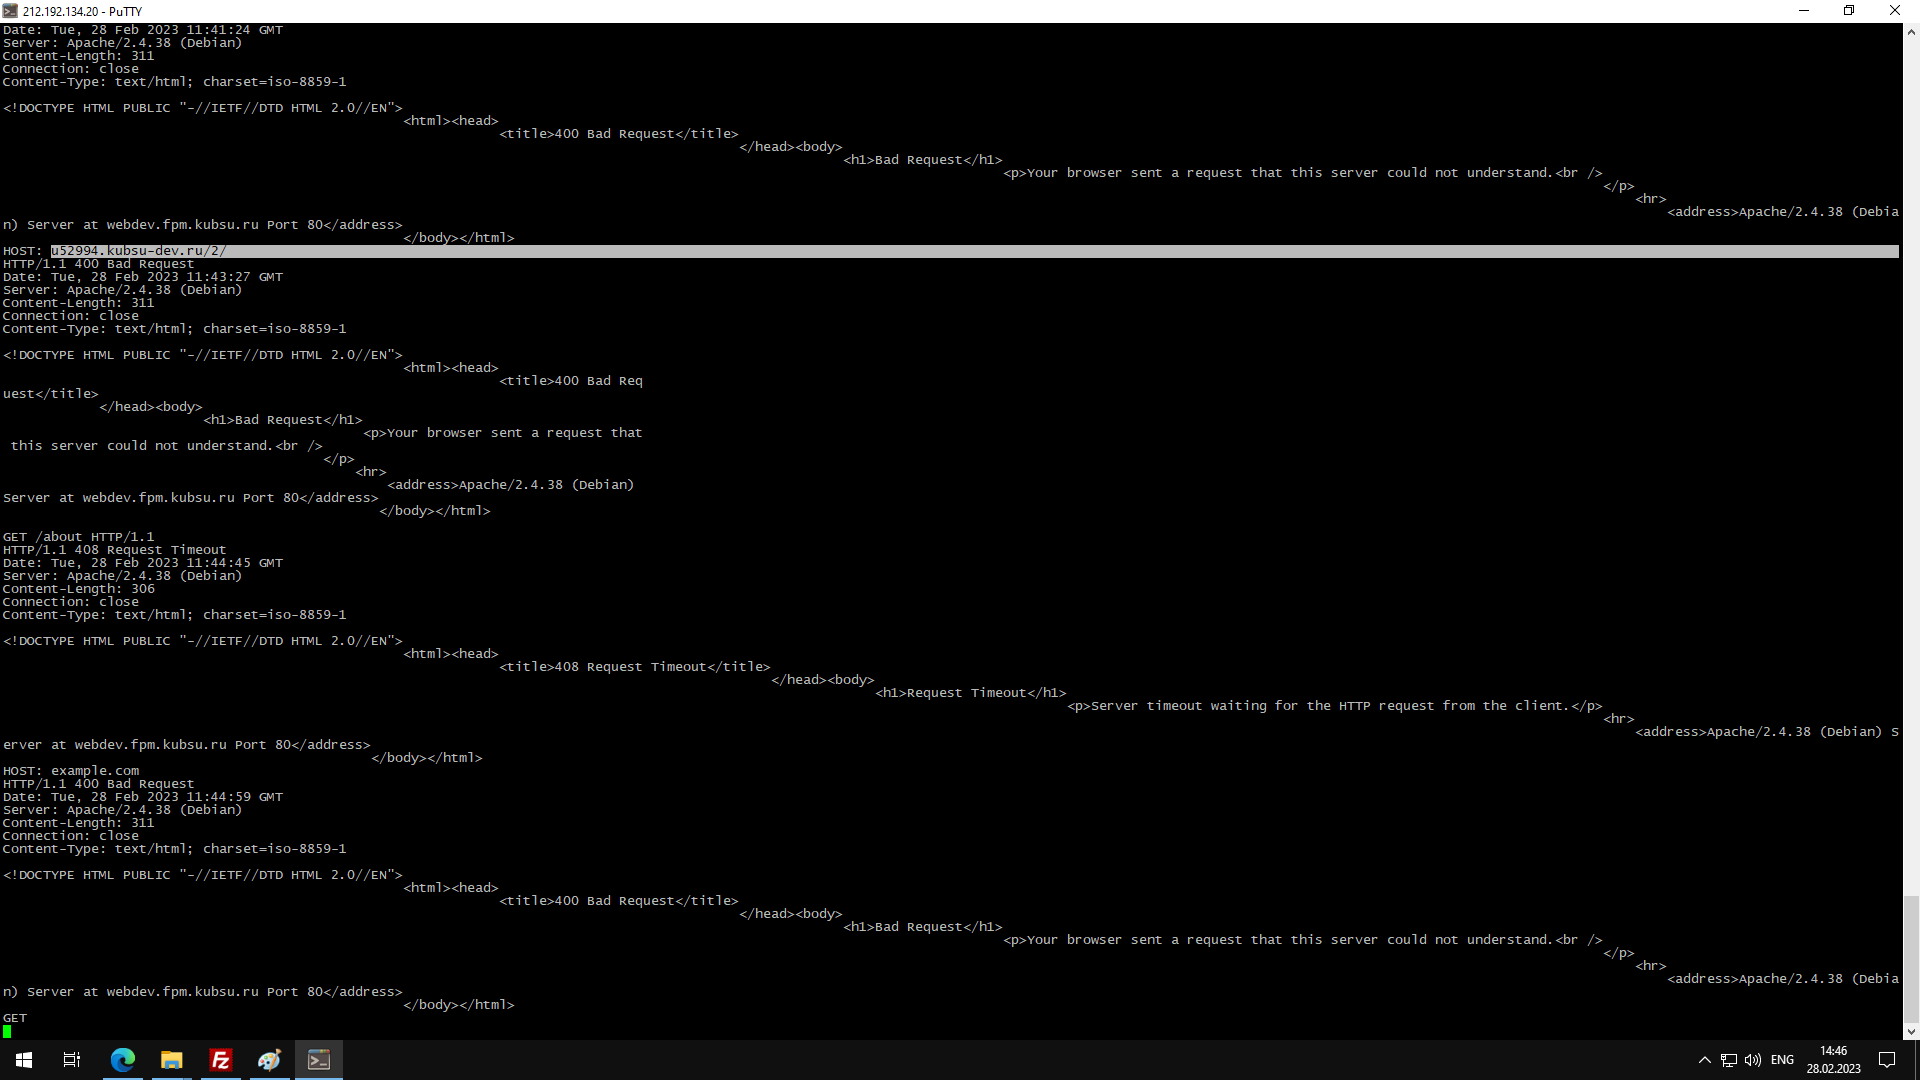 212.192.134.20 - PuTTY
Date: Tue, 28 Feb 2023 11:41:24 GMT
Server: Apache/2.4.38 (Debian)
Content-Length: 311
Connection: close
Content-Type: text/html; charset=iso-8859-1
<!DOCTYPE HTML PUBLIC "-//IETF//DTD HTML 2.0//EN">
<html><head>
<title>400 Bad Request</title>
</head><body>
<h1>Bad Request</h1>
<p>Your browser sent a request that this server could not understand.<br />
</p>
<hr>
<address>Apache/2.4.38 (Debia
n) Server at webdev.fpm.kubsu.ru Port 80</address>
</body></html>
HOST: u52994.kubsu-dev.ru/2/
HTTP/1.1 400 Bad Request
Date: Tue, 28 Feb 2023 11:43:27 GMT
Server: Apache/2.4.38 (Debian)
Content-Length: 311
Connection: close
Content-Type: text/html; charset=iso-8859-1
<!DOCTYPE HTML PUBLIC "-//IETF//DTD HTML 2.0//EN">
<html><head>
<title>400 Bad Req
uest</title>
</head><body>
<h1>Bad Request</h1>
<p>Your browser sent a request that
this server could not understand.<br />
</p>
<hr>
<address>Apache/2.4.38 (Debian)
Server at webdev.fpm.kubsu.ru Port 80</address>
</body></html>
GET /about HTTP/1.1
HTTP/1.1 408 Request Timeout
Date: Tue, 28 Feb 2023 11:44:45 GMT
Server: Apache/2.4.38 (Debian)
Content-Length: 306
Connection: close
Content-Type: text/html; charset=iso-8859-1
<!DOCTYPE HTML PUBLIC "-//IETF//DTD HTML 2.0//EN">
<html><head>
<title>408 Request Timeout</title>
</head><body>
<h1>Request Timeout</h1>
<p>Server timeout waiting for the HTTP request from the client.</p>
<hr>
<address>Apache/2.4.38 (Debian) S
erver at webdev.fpm.kubsu.ru Port 80</address>
</body></html>
HOST: example.com
HTTP/1.1 400 Bad Request
Date: Tue, 28 Feb 2023 11:44:59 GMT
Server: Apache/2.4.38 (Debian)
Content-Length: 311
Connection: close
Content-Type: text/html; charset=iso-8859-1
<!DOCTYPE HTML PUBLIC "-//IETF//DTD HTML 2.0//EN">
<html><head>
<title>400 Bad Request</title>
</head><body>
<h1>Bad Request</h1>
<p>Your browser sent a request that this server could not understand.<br />
</p>
<hr>
<address>Apache/2.4.38 (Debia
n) Server at webdev.fpm.kubsu.ru Port 80</address>
</body></html>
GET
Fz
ENG
14:46
28.02.2023